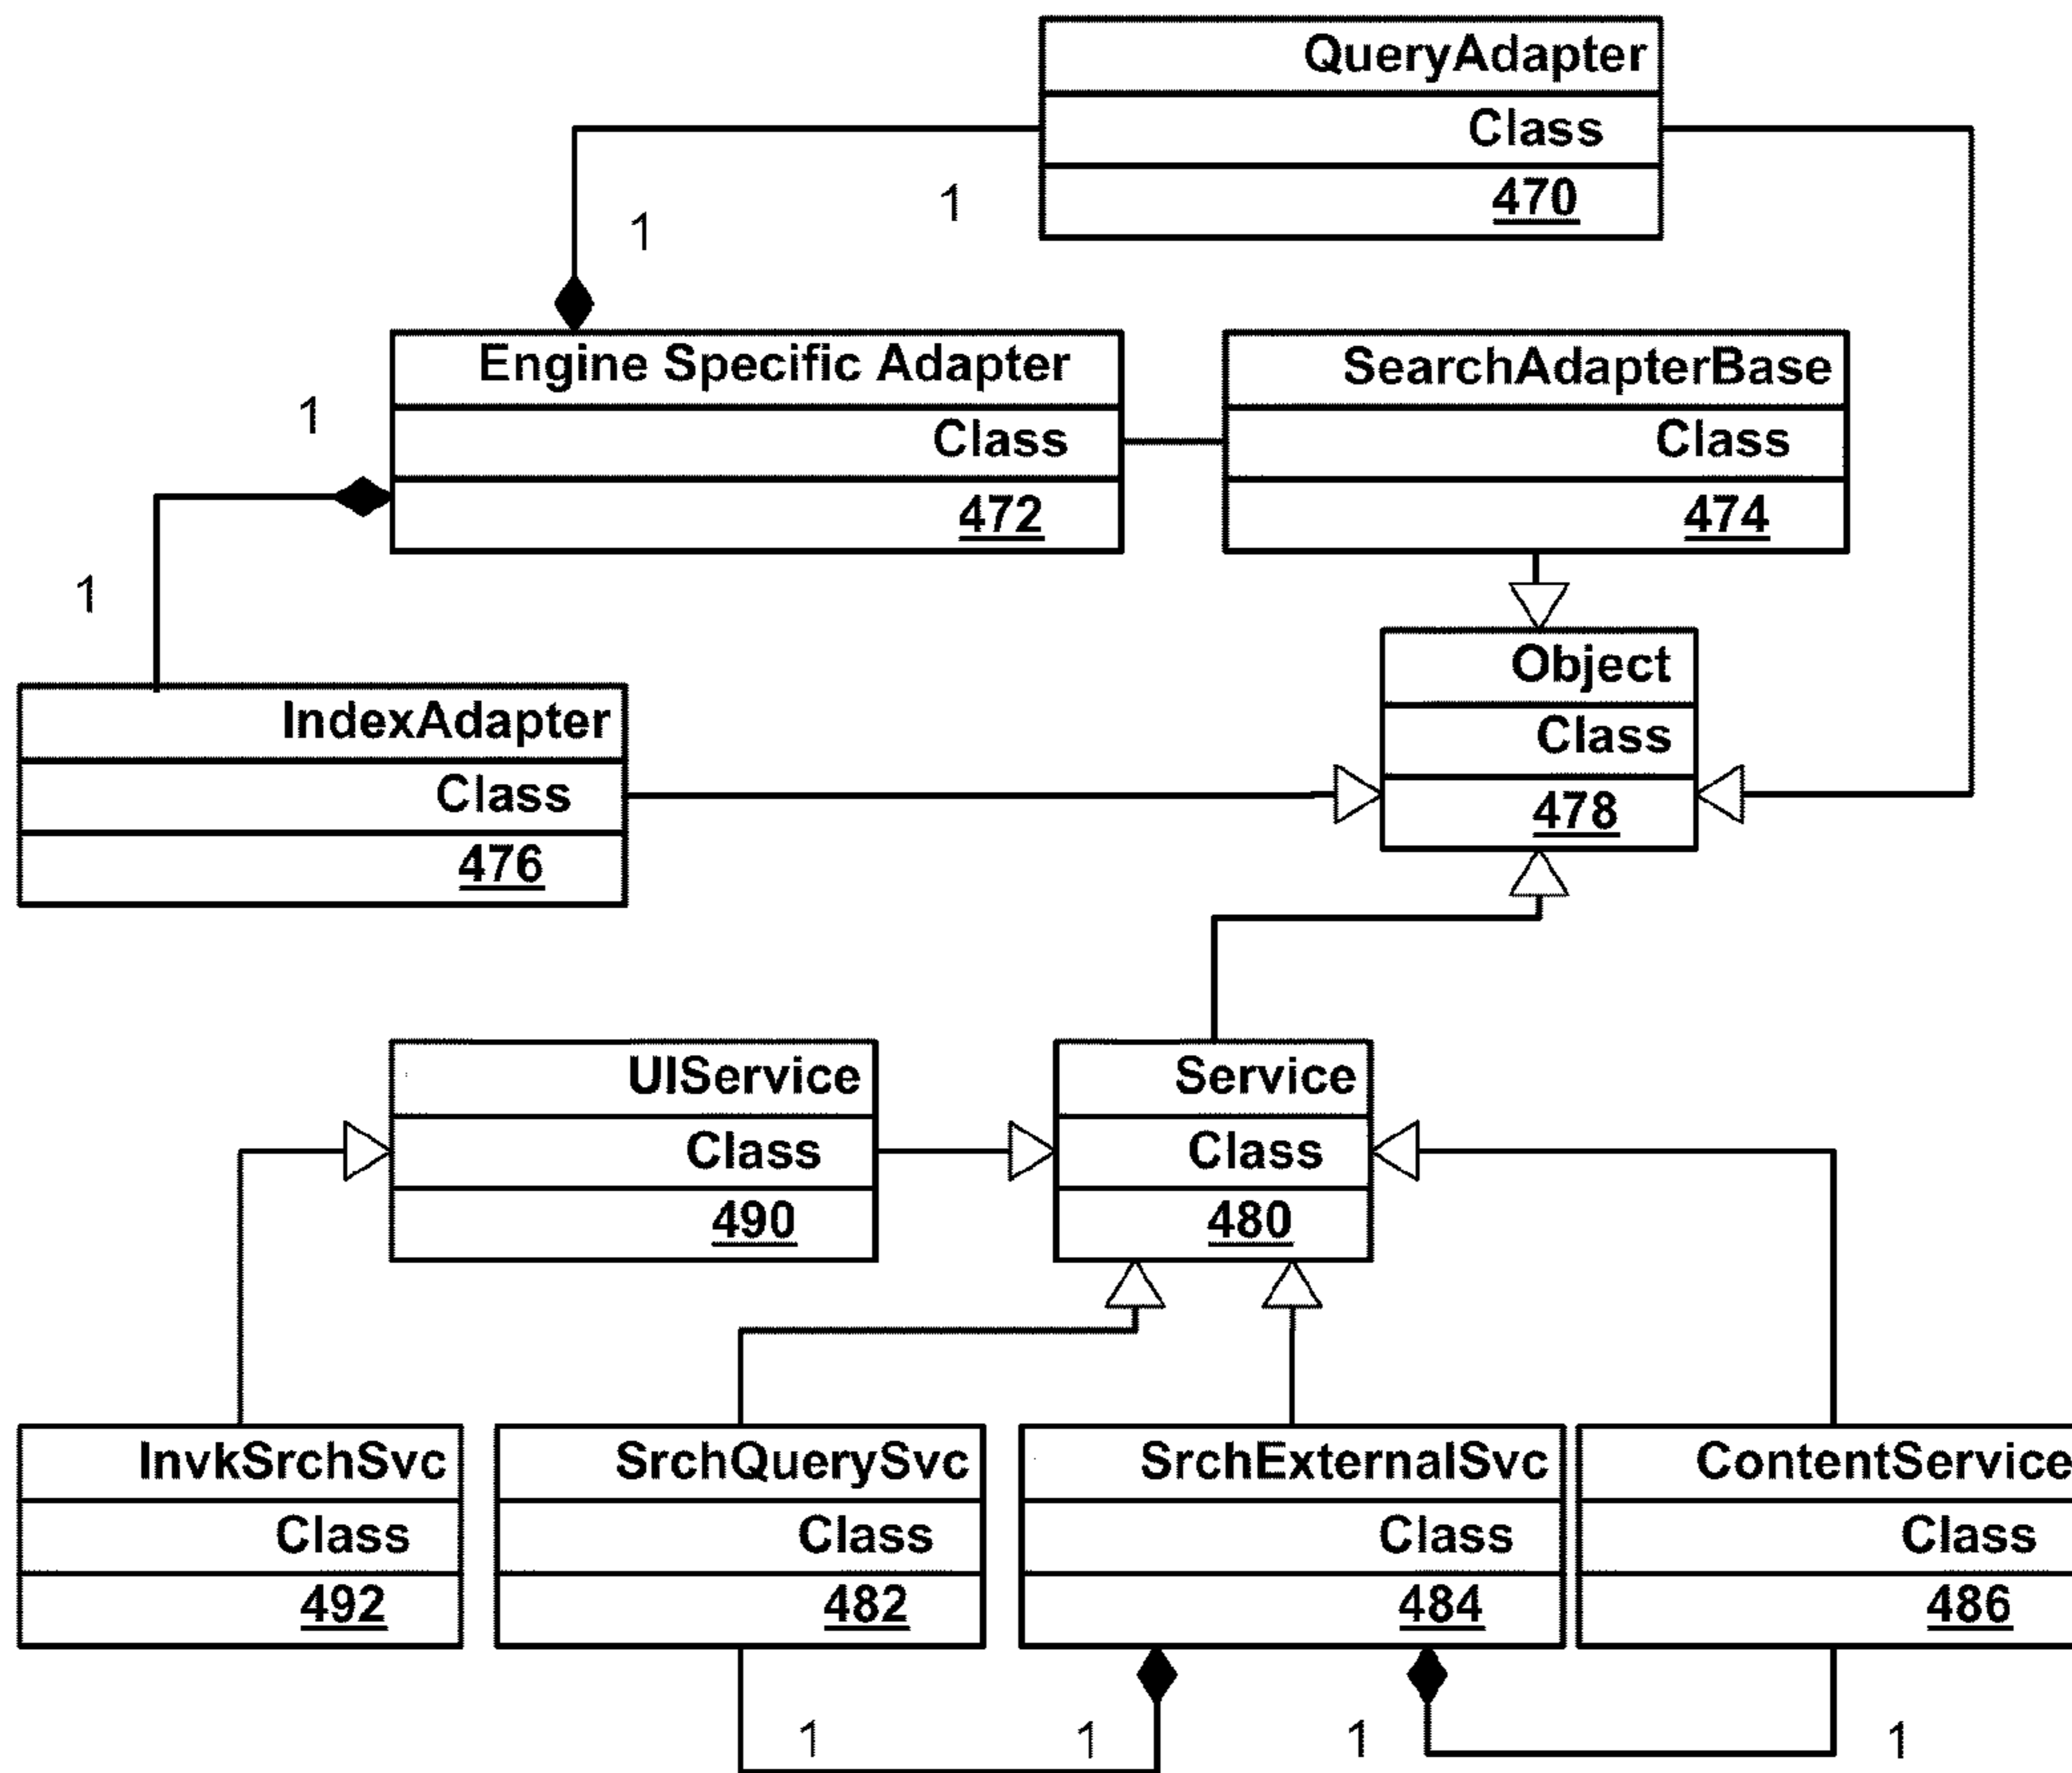 QueryAdapter
Class
470
1
1
Engine Specific Adapter
Class
472
SearchAdapterBase
Class
474
1
1
IndexAdapter
Class
476
Object
Class
478
UIService
Class
490
Service
Class
480
InvkSrchSvc
Class
492
SrchQuerySvc
Class
482
SrchExternalSvc
Class
484
ContentService
Class
486
1
1
1
1